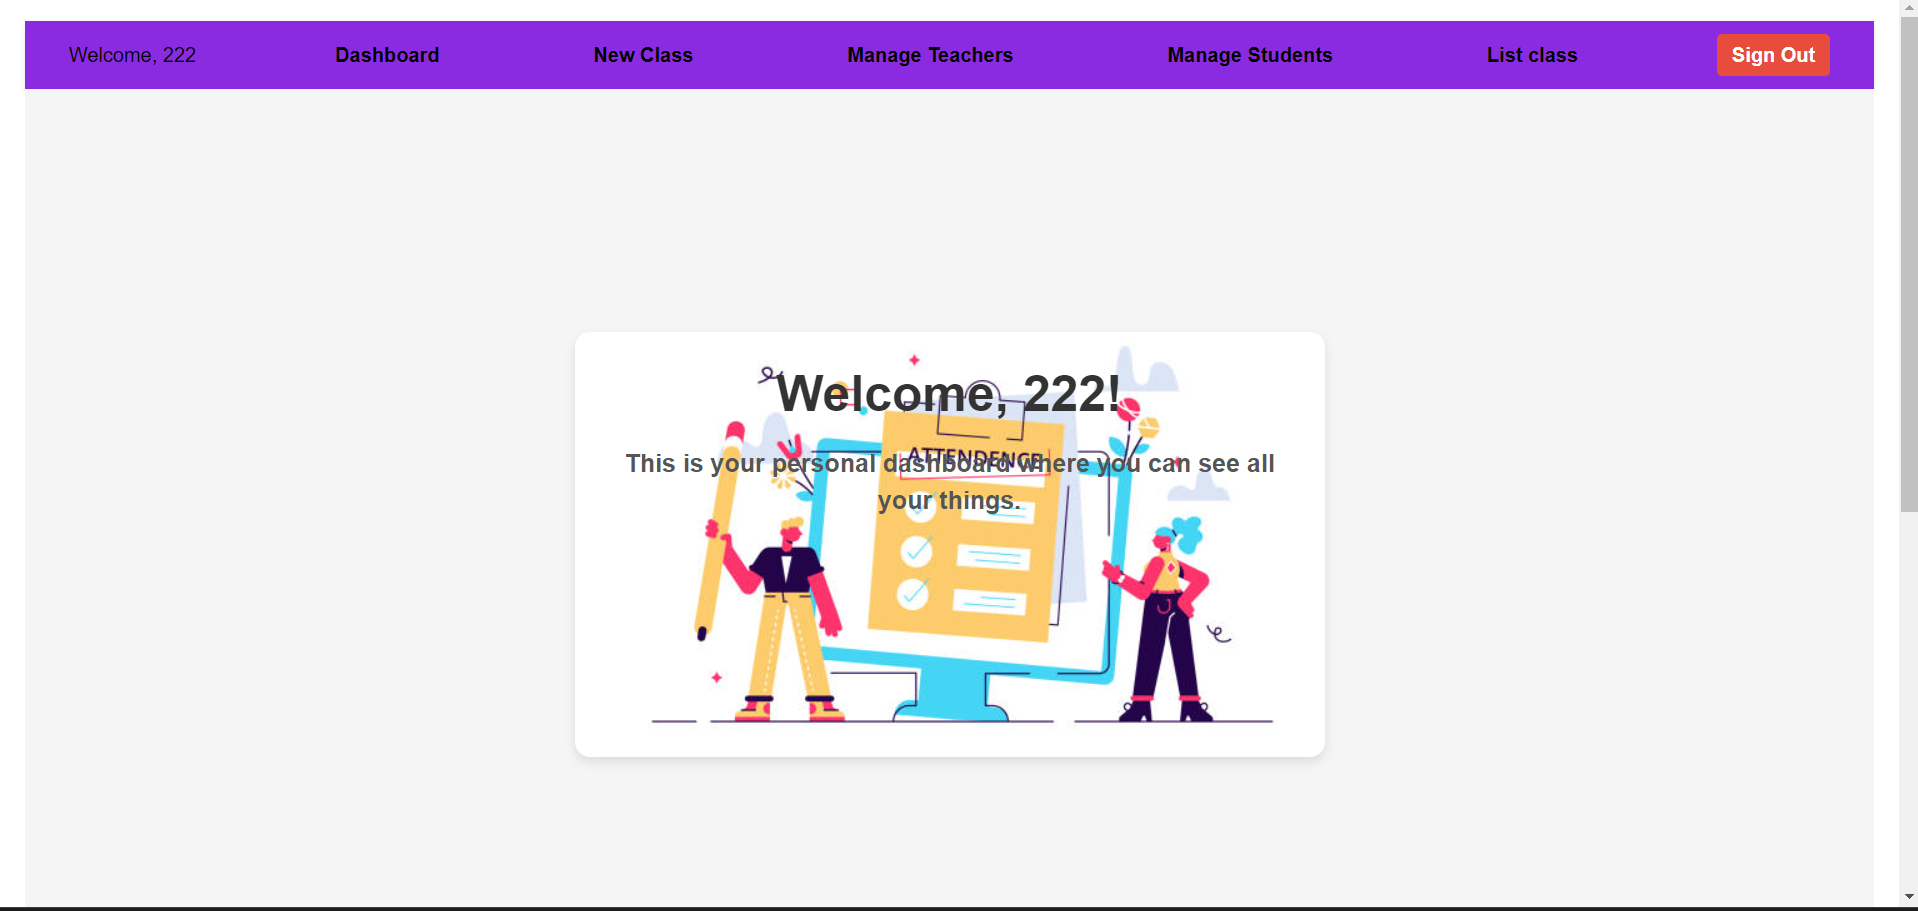 Welcome, 222 Dashboard New Class Manage Teachers Manage Students List class Sign Out
Welcome, 222!
ATTENDENCE
This is your personal dashboard where you can see all
your things.